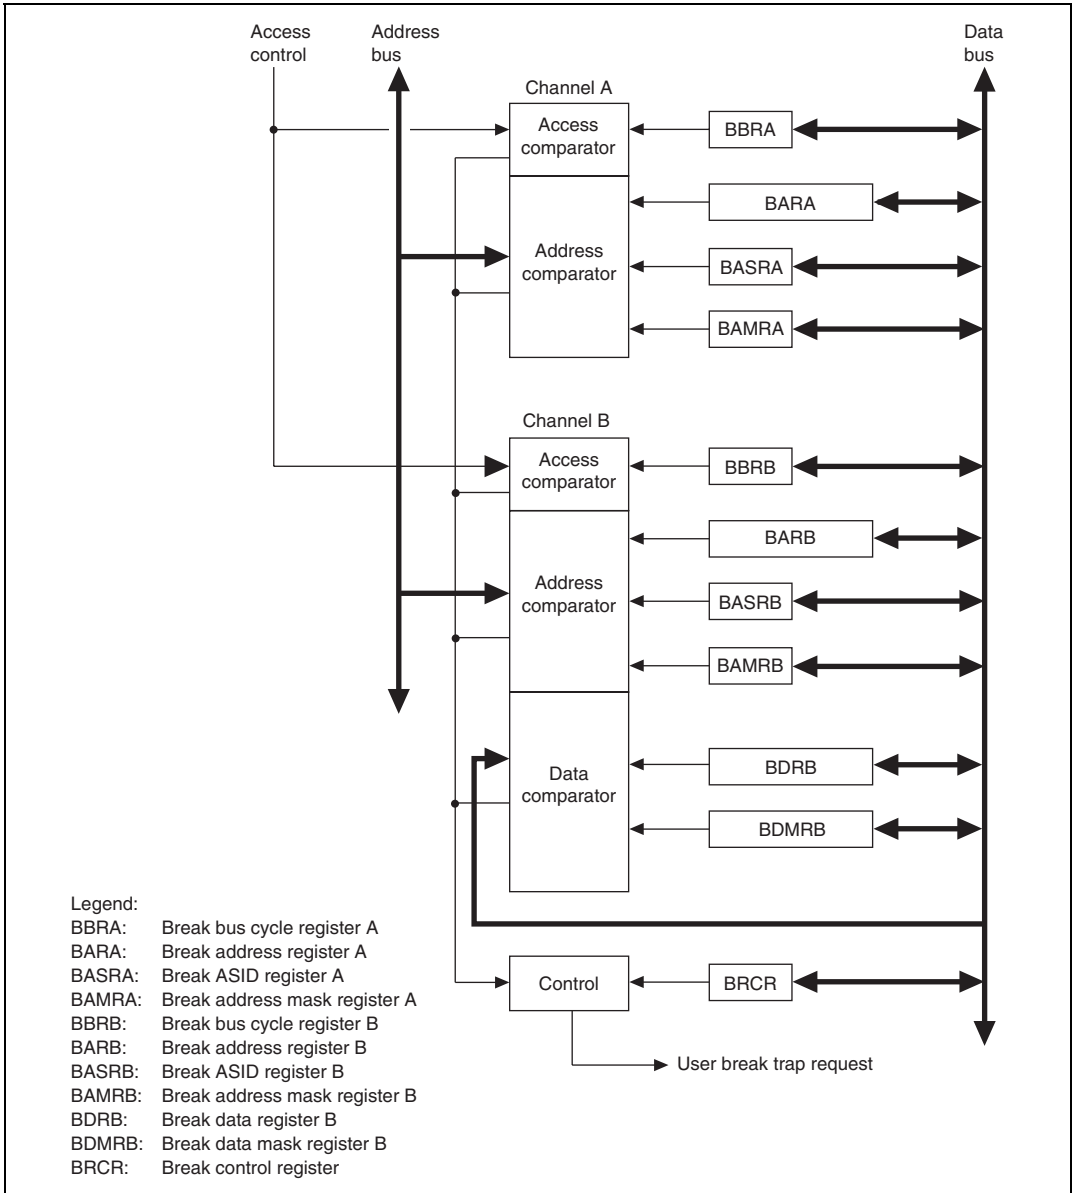 Access
control
Address
bus
Data
bus
Channel A
Access
comparator
BBRA
BARA
Address
comparator
BASRA
BAMRA
Channel B
Access
comparator
BBRB
BARB
Address
comparator
BASRB
BAMRB
Data
comparator
BDRB
BDMRB
Control
BRCR
User break trap request
Legend:
BBRA: Break bus cycle register A
BARA: Break address register A
BASRA: Break ASID register A
BAMRA: Break address mask register A
BBRB: Break bus cycle register B
BARB: Break address register B
BASRB: Break ASID register B
BAMRB: Break address mask register B
BDRB: Break data register B
BDMRB: Break data mask register B
BRCR: Break control register